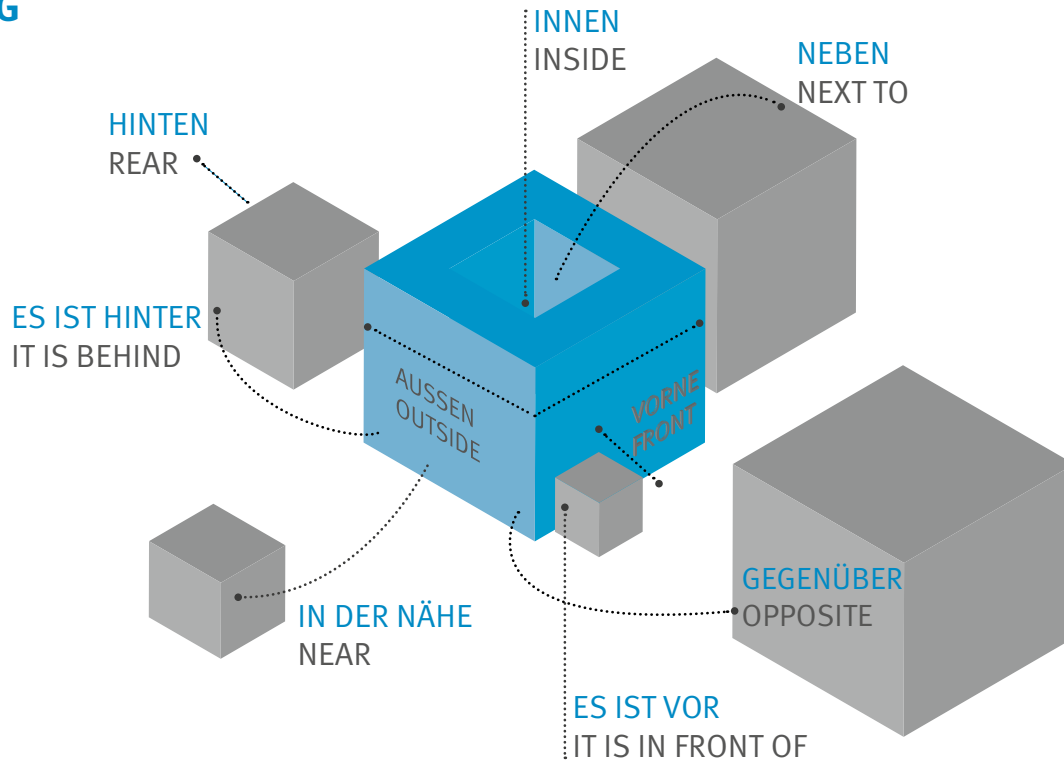 G
INNEN
INSIDE
NEBEN
NEXT TO
HINTEN
REAR
ES IST HINTER
IT IS BEHIND
AUSSEN
OUTSIDE
VORNE
FRONT
GEGENÜBER
OPPOSITE
IN DER NÄHE
NEAR
ES IST VOR
IT IS IN FRONT OF